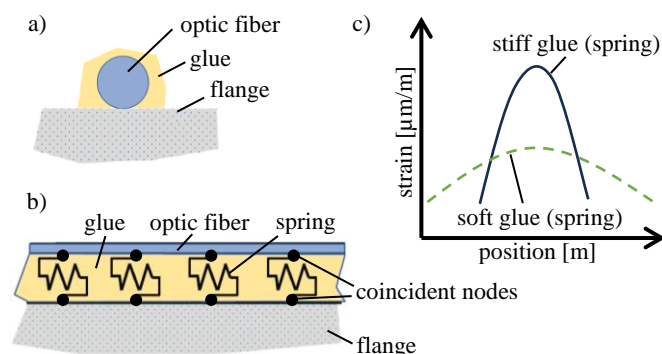 a)
optic fiber
glue
flange
b)
glue
optic fiber
spring
coincident nodes
flange
c)
stiff glue (spring)
strain [µm/m]
soft glue (spring)
position [m]